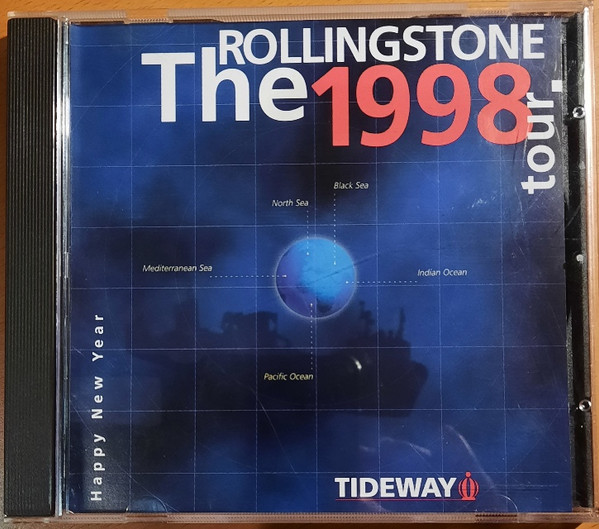 ROLLINGSTONE
The 1998
tour.
Black Sea
North Sea
Mediterranean Sea
Indian Ocean
Pacific Ocean
Happy New Year
TIDEWAY